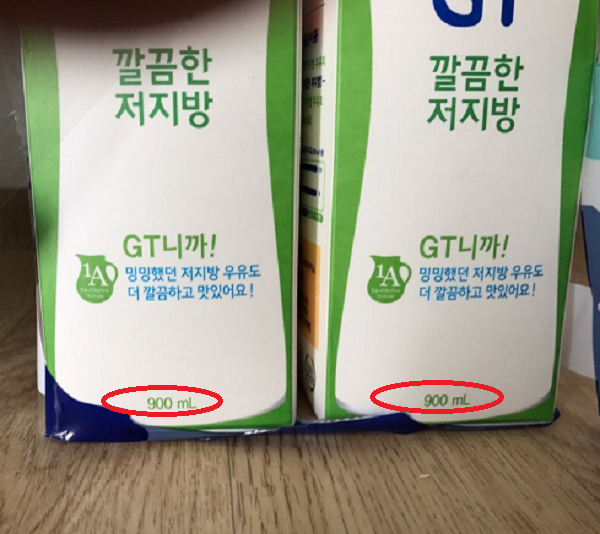 깔끔한
저지방
GT니까!
1A
밍밍했던 저지방 우유도
더 깔끔하고 맛있어요!
900 mL
GT
깔끔한
저지방
GT니까!
1A
밍밍했던 저지방 우유도
더 깔끔하고 맛있어요!
900 mL